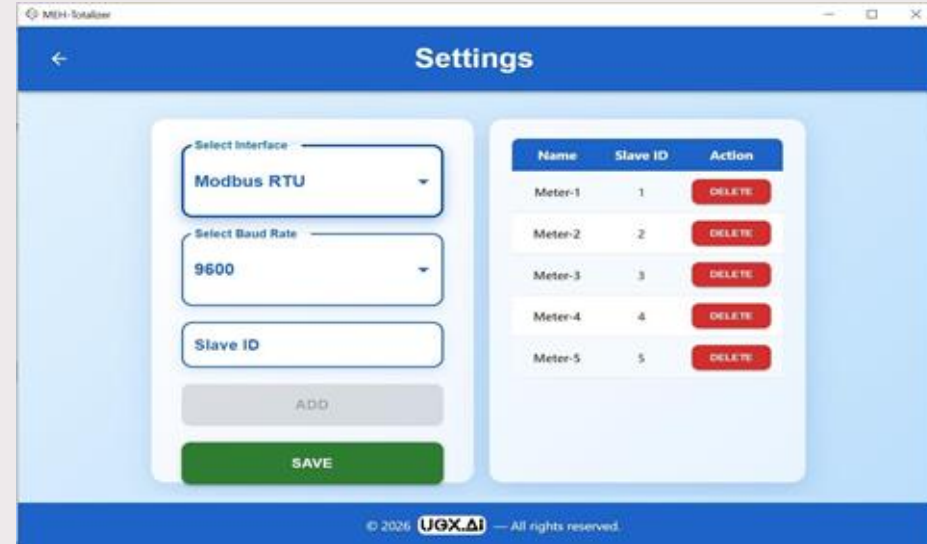 MEH-Totalizer
Settings
Select Interface
Modbus RTU
Select Baud Rate
9600
Slave ID
ADD
SAVE
Name Slave ID Action
Meter-1 1 DELETE
Meter-2 2 DELETE
Meter-3 3 DELETE
Meter-4 4 DELETE
Meter-5 5 DELETE
© 2026 UGX.AI — All rights reserved.